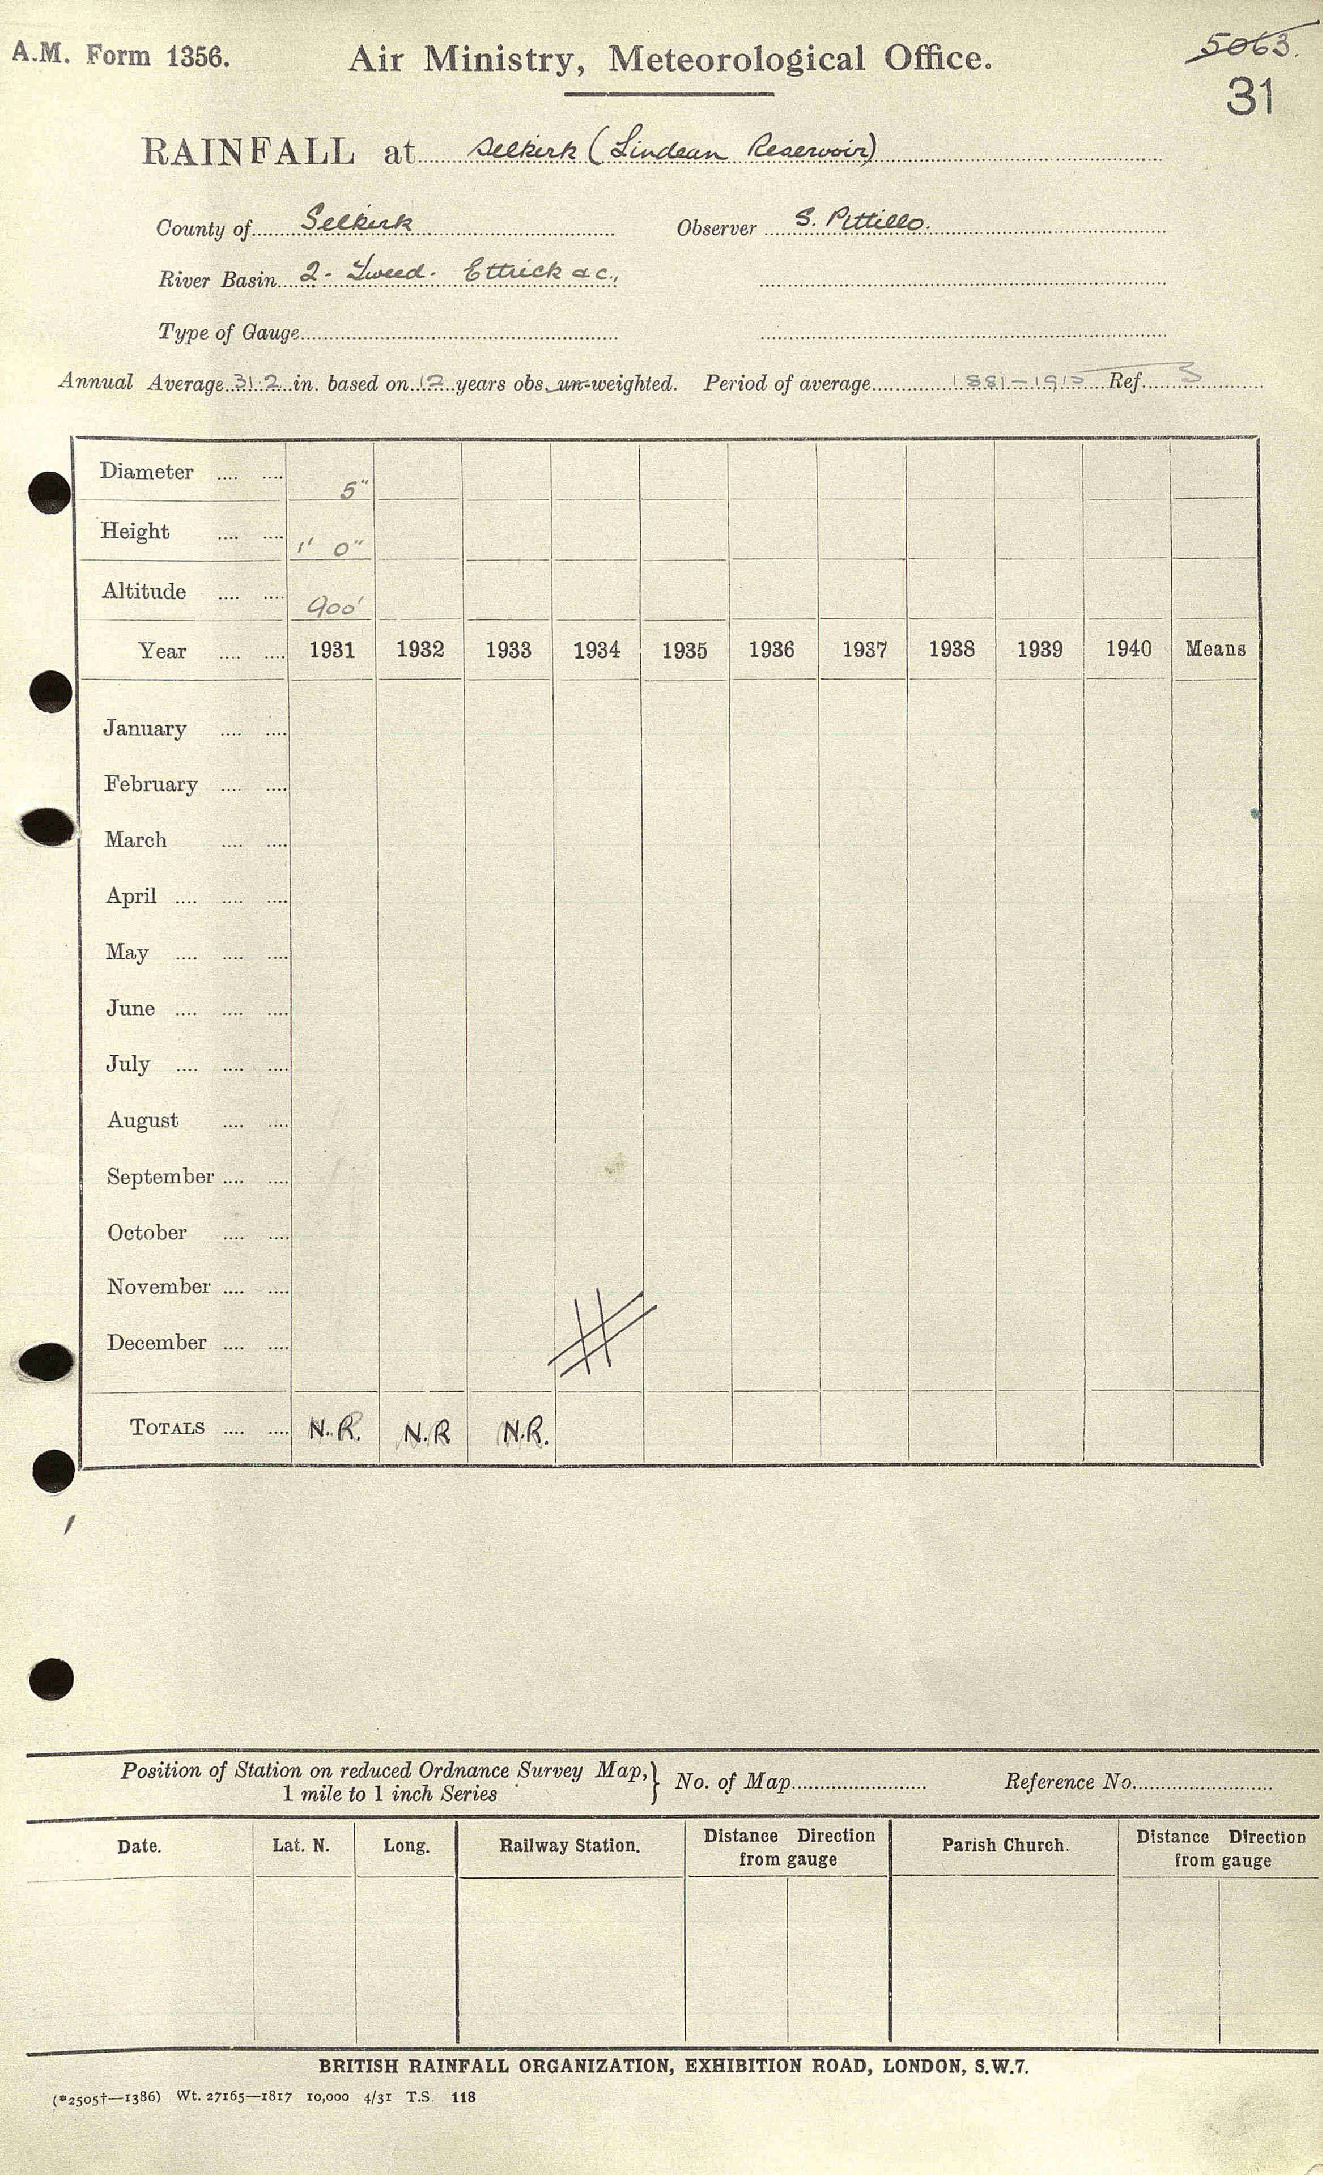 A.M. Form 1356. Air Ministry, Meteorological Office. 5063.
31
RAINFALL at Selkirk (Lindean Reservoir)
County of Selkirk Observer S. Pittillo.
River Basin 2. Tweed. Ettrick &c.,
Type of Gauge
Annual Average 31.2 in. based on 12 years obs. un-weighted. Period of average 1881-1915 Ref. 3
Diameter 5"
Height 1' 0"
Altitude 900'
Year 1931 1932 1933 1934 1935 1936 1937 1938 1939 1940 Means
January
February
March
April
May
June
July
August
September
October
November
December
TOTALS N.R. N.R N.R.
Position of Station on reduced Ordnance Survey Map, } No. of Map Reference No.
1 mile to 1 inch Series
Date. Lat. N. Long. Railway Station. Distance Direction Parish Church. Distance Direction
from gauge from gauge
BRITISH RAINFALL ORGANIZATION, EXHIBITION ROAD, LONDON, S.W.7.
(*2505†—1386) Wt. 27165—1817 10,000 4/31 T.S. 118